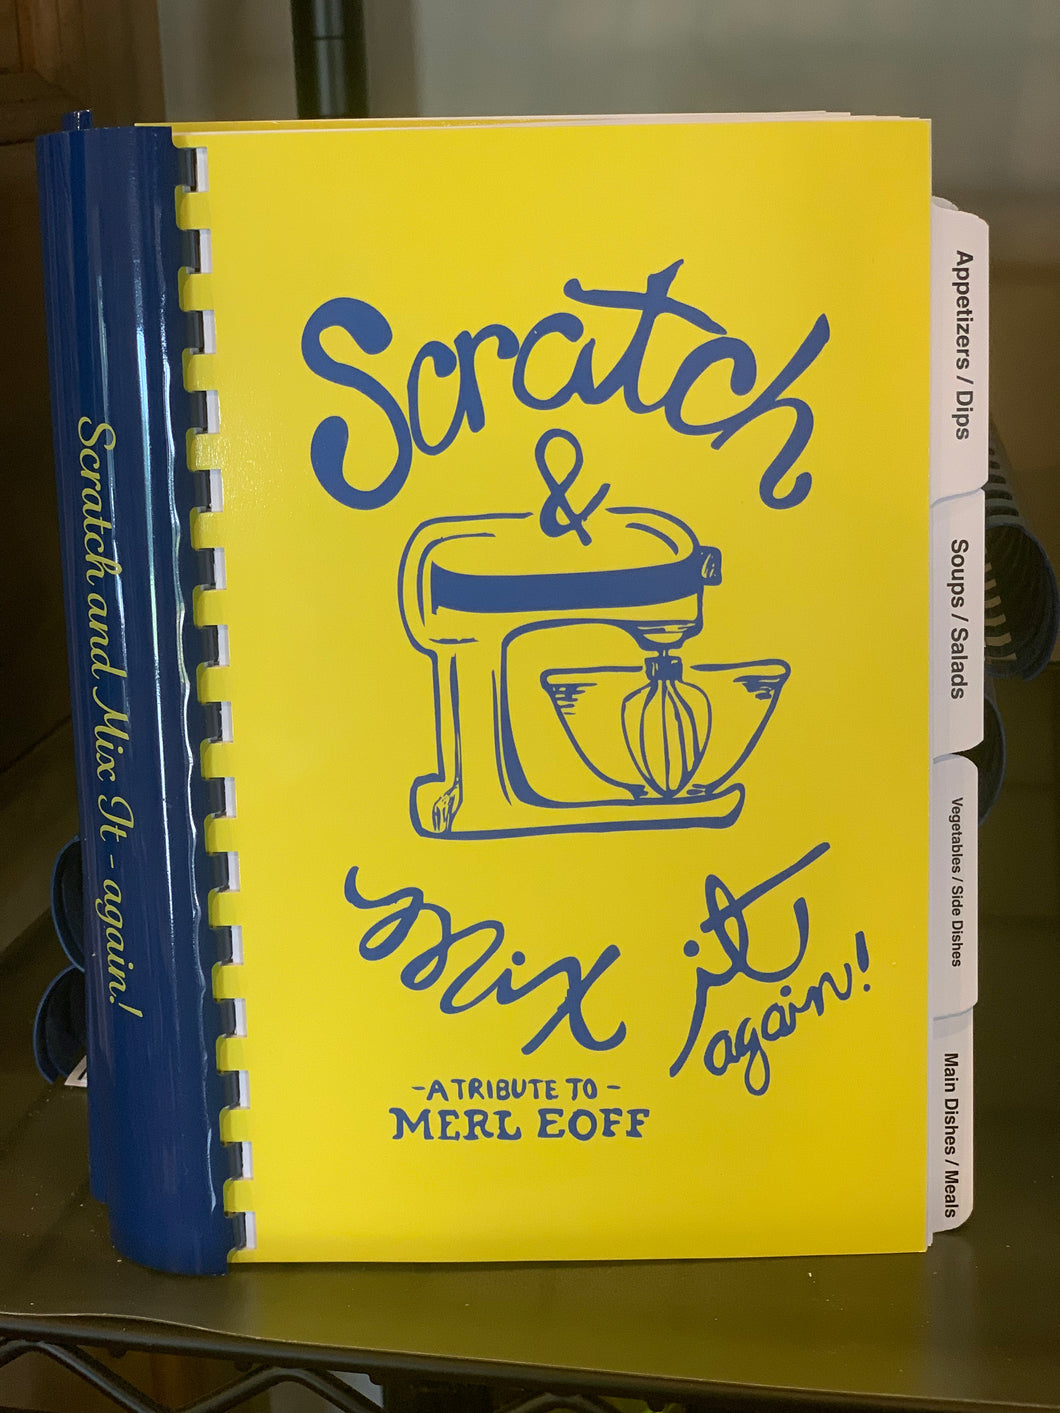 Scratch and Mix It - again!
Scratch
&
Mix it
again!
- A TRIBUTE TO -
MERL EOFF
Appetizers / Dips
Soups / Salads
Vegetables / Side Dishes
Main Dishes / Meals